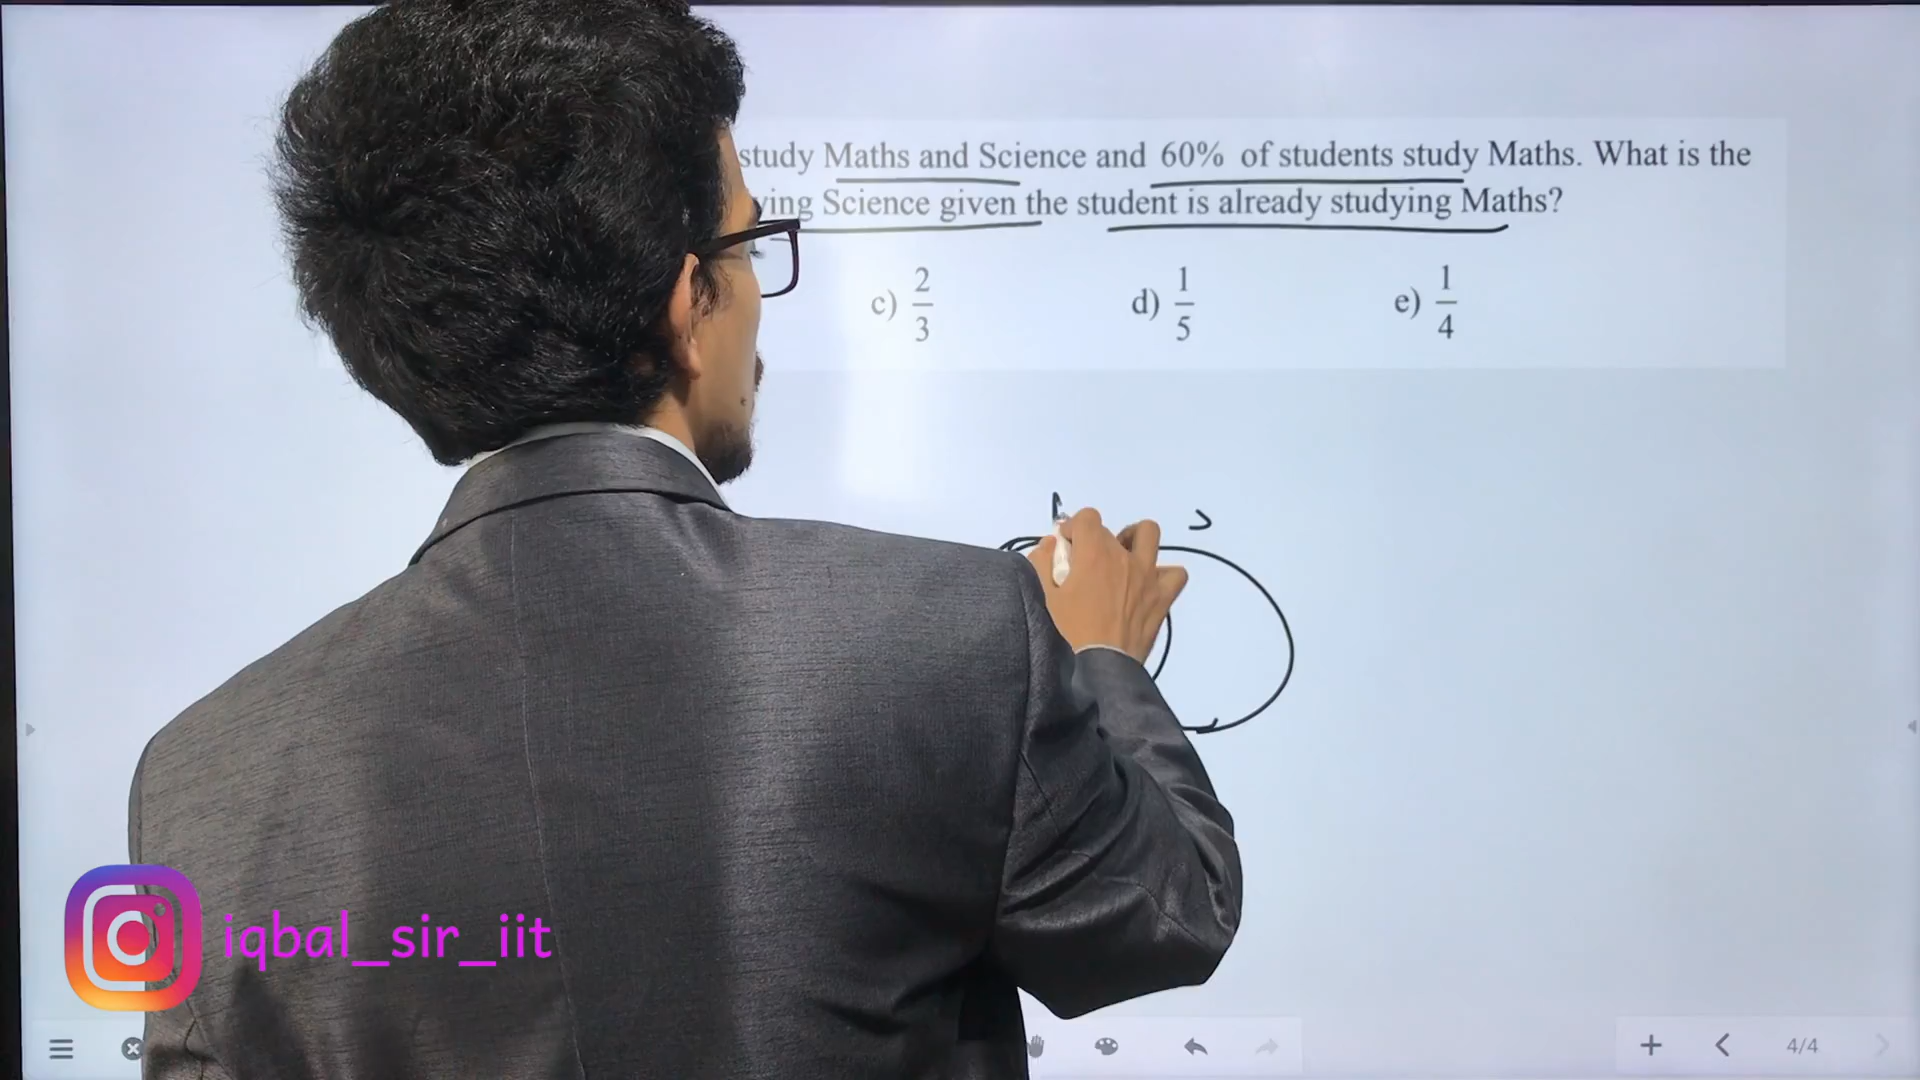 study Maths and Science and 60% of students study Maths. What is the
ying Science given the student is already studying Maths?
c) 2/3 d) 1/5 e) 1/4
iqbal_sir_iit
4/4